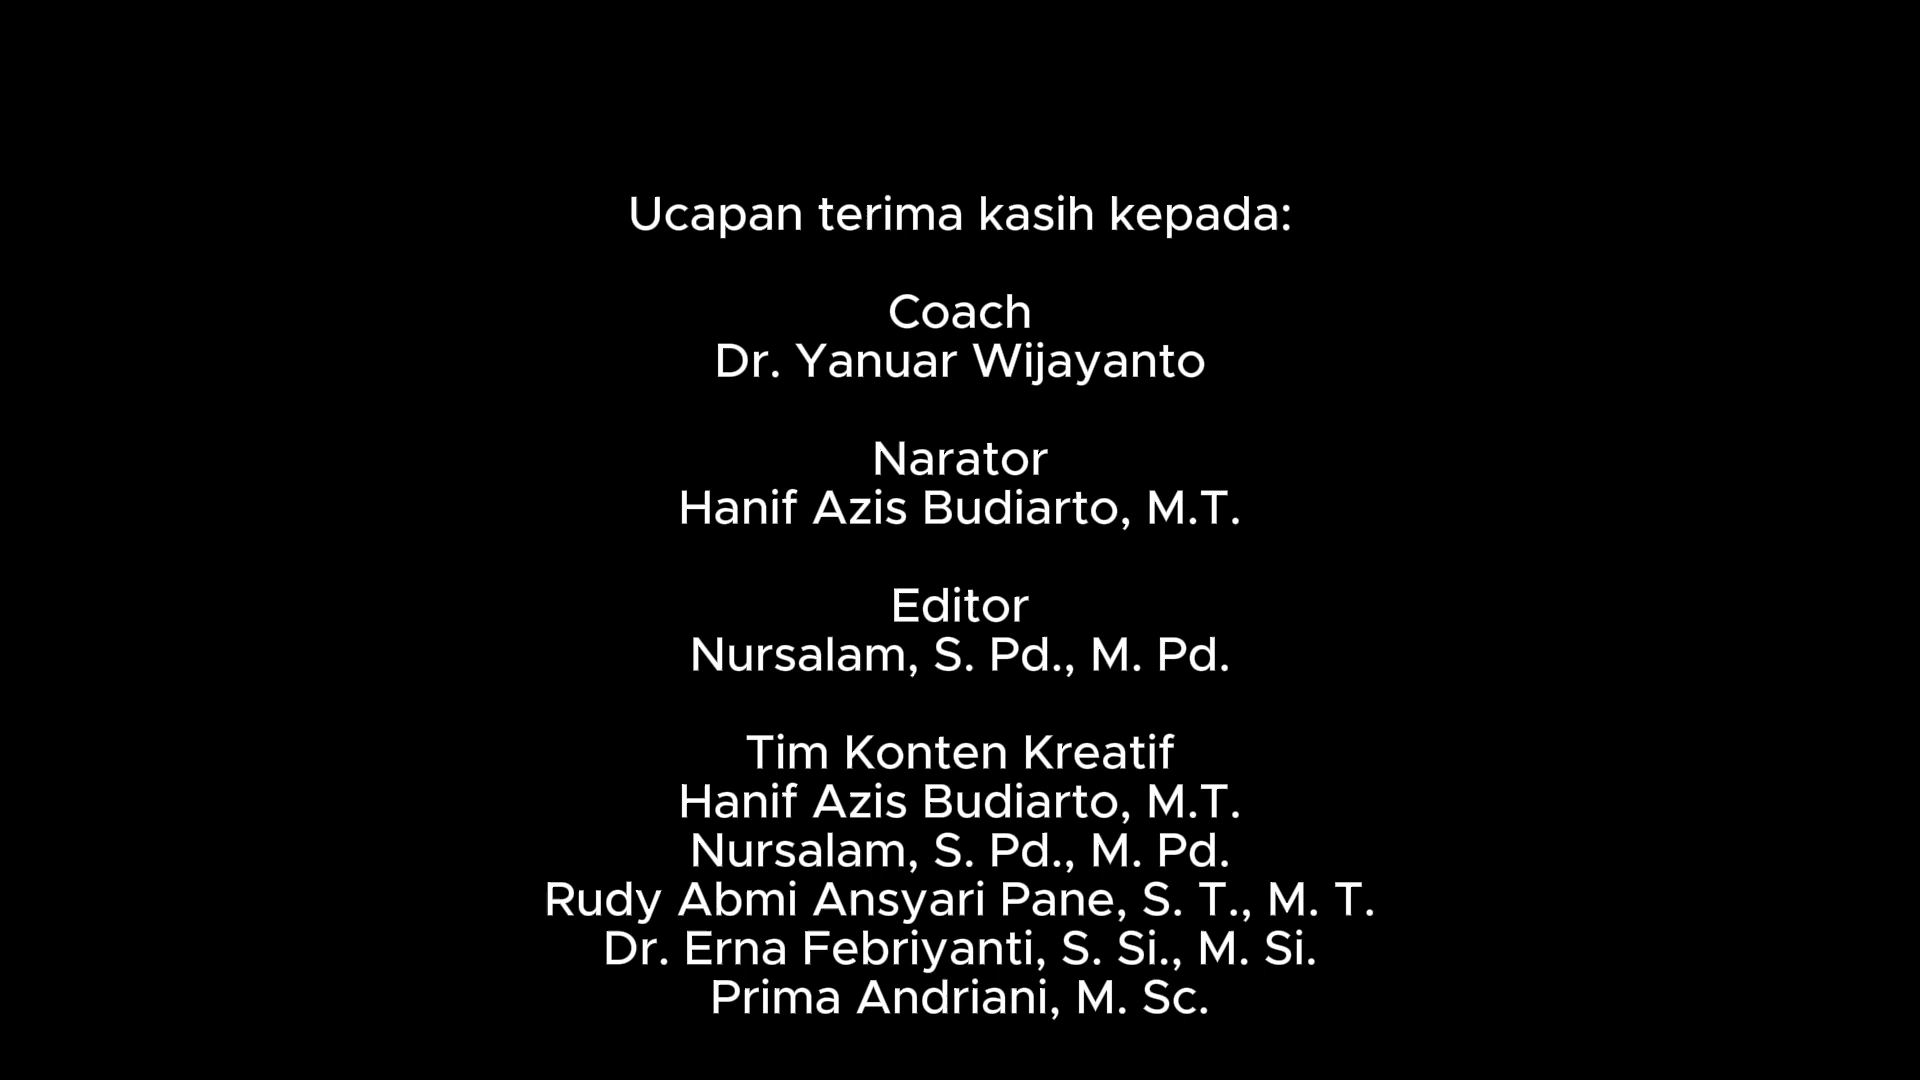 Ucapan terima kasih kepada:
Coach
Dr. Yanuar Wijayanto
Narator
Hanif Azis Budiarto, M.T.
Editor
Nursalam, S. Pd., M. Pd.
Tim Konten Kreatif
Hanif Azis Budiarto, M.T.
Nursalam, S. Pd., M. Pd.
Rudy Abmi Ansyari Pane, S. T., M. T.
Dr. Erna Febriyanti, S. Si., M. Si.
Prima Andriani, M. Sc.